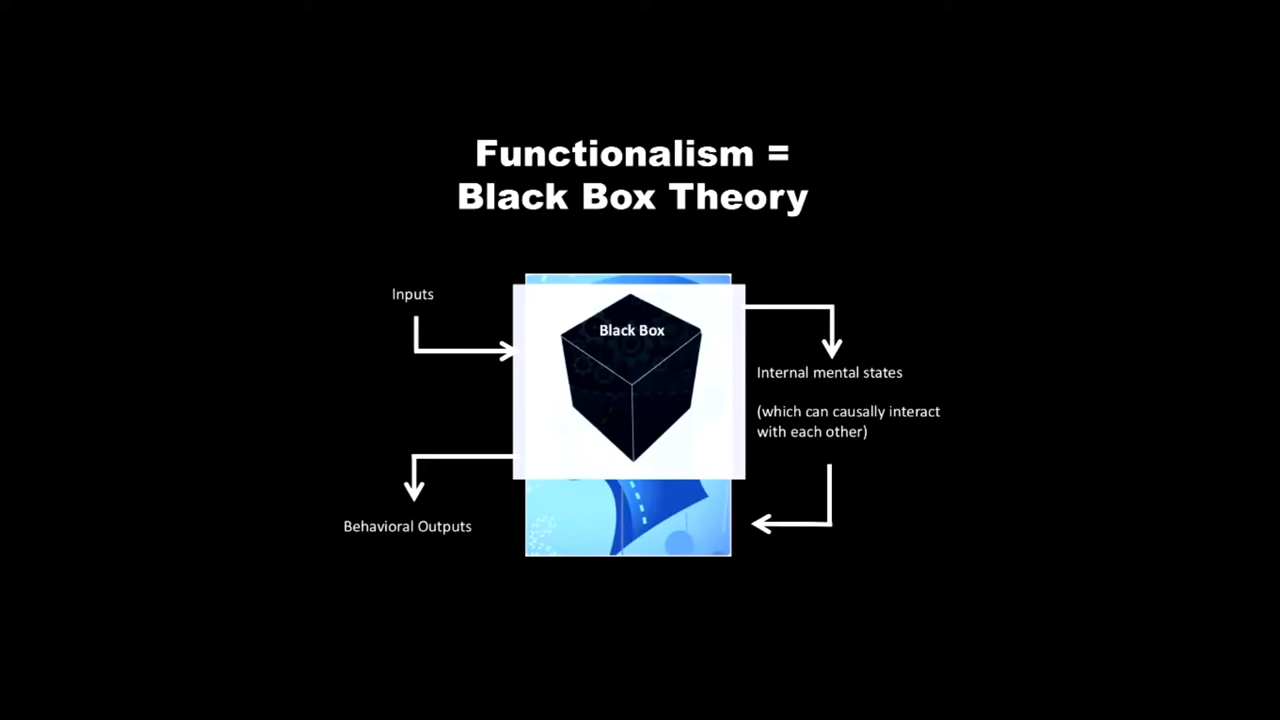 Functionalism =
Black Box Theory
Inputs
Black Box
Internal mental states
(which can causally interact
with each other)
Behavioral Outputs